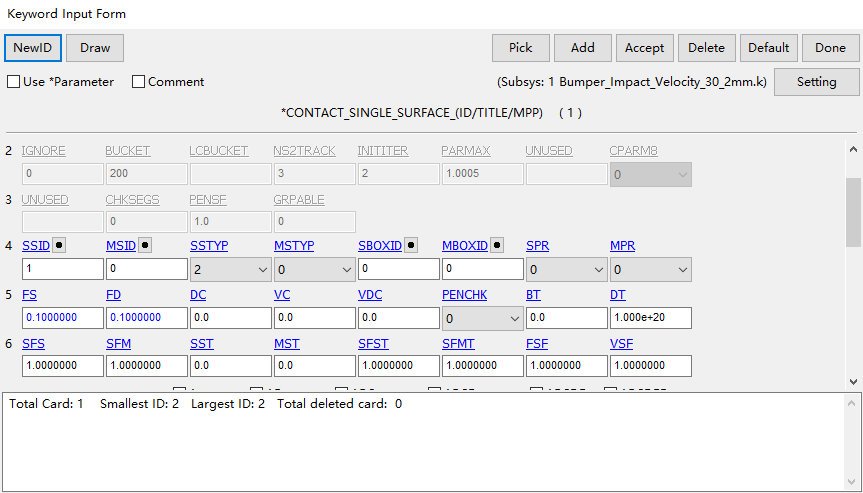 Keyword Input Form
NewID Draw Pick Add Accept Delete Default Done
Use *Parameter Comment (Subsys: 1 Bumper_Impact_Velocity_30_2mm.k) Setting
*CONTACT_SINGLE_SURFACE_(ID/TITLE/MPP) ( 1 )
2 IGNORE BUCKET LCBUCKET NS2TRACK INITITER PARMAX UNUSED CPARM8
0 200 3 2 1.0005 0
3 UNUSED CHKSEGS PENSF GRPABLE
0 1.0 0
4 SSID MSID SSTYP MSTYP SBOXID MBOXID SPR MPR
1 0 2 0 0 0 0 0
5 FS FD DC VC VDC PENCHK BT DT
0.1000000 0.1000000 0.0 0.0 0.0 0 0.0 1.000e+20
6 SFS SFM SST MST SFST SFMT FSF VSF
1.0000000 1.0000000 0.0 0.0 1.0000000 1.0000000 1.0000000 1.0000000
Total Card: 1 Smallest ID: 2 Largest ID: 2 Total deleted card: 0